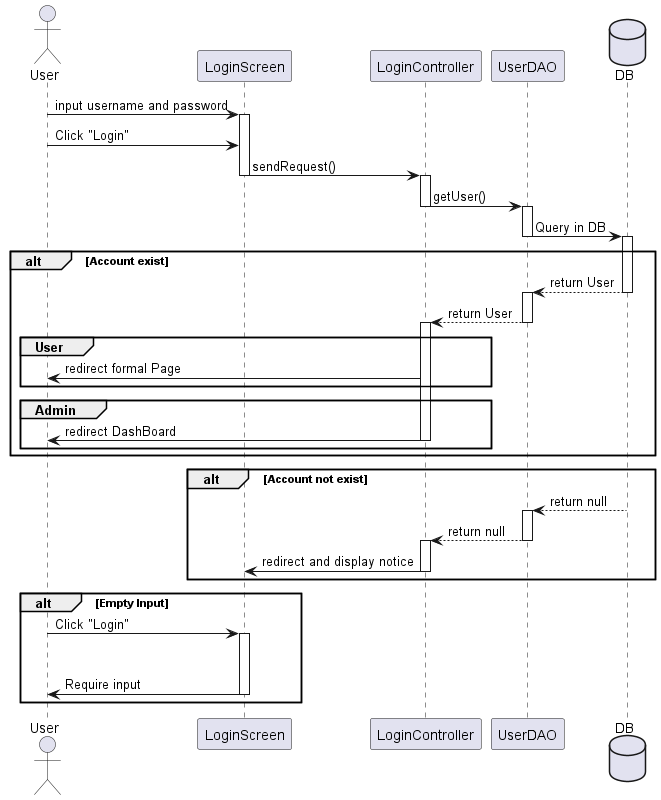 User
LoginScreen
LoginController
UserDAO
DB
input username and password
Click "Login"
sendRequest()
getUser()
Query in DB
alt [Account exist]
return User
return User
User
redirect formal Page
Admin
redirect DashBoard
alt [Account not exist]
return null
return null
redirect and display notice
alt [Empty Input]
Click "Login"
Require input
User
LoginScreen
LoginController
UserDAO
DB